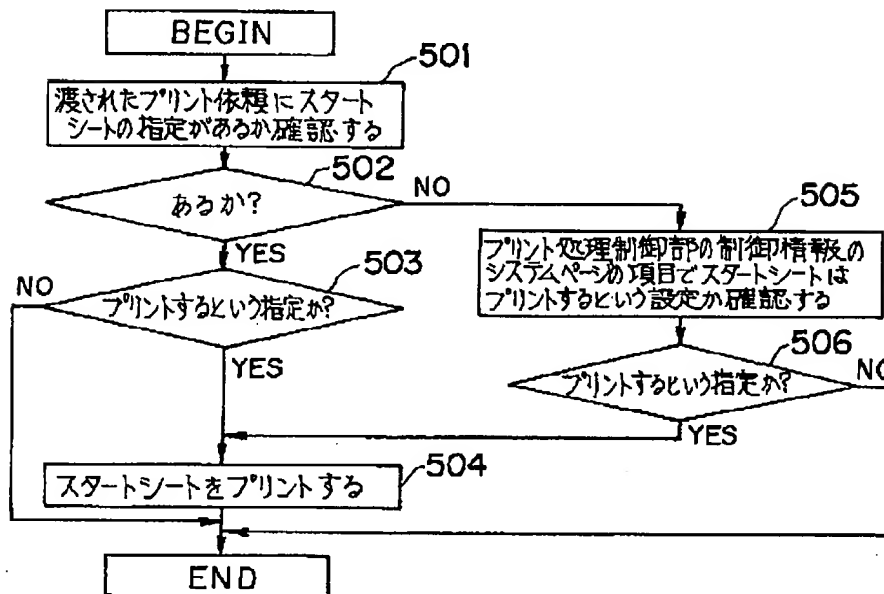 BEGIN
501
渡されたプリント依頼にスタート
シートの指定があるか確認する
502
あるか?
NO
YES
505
プリント処理制御部の制御情報の
システムページの項目でスタートシートは
プリントするという設定か確認する
503
NO
プリントするという指定か?
YES
506
プリントするという指定か?
NO
YES
504
スタートシートをプリントする
END